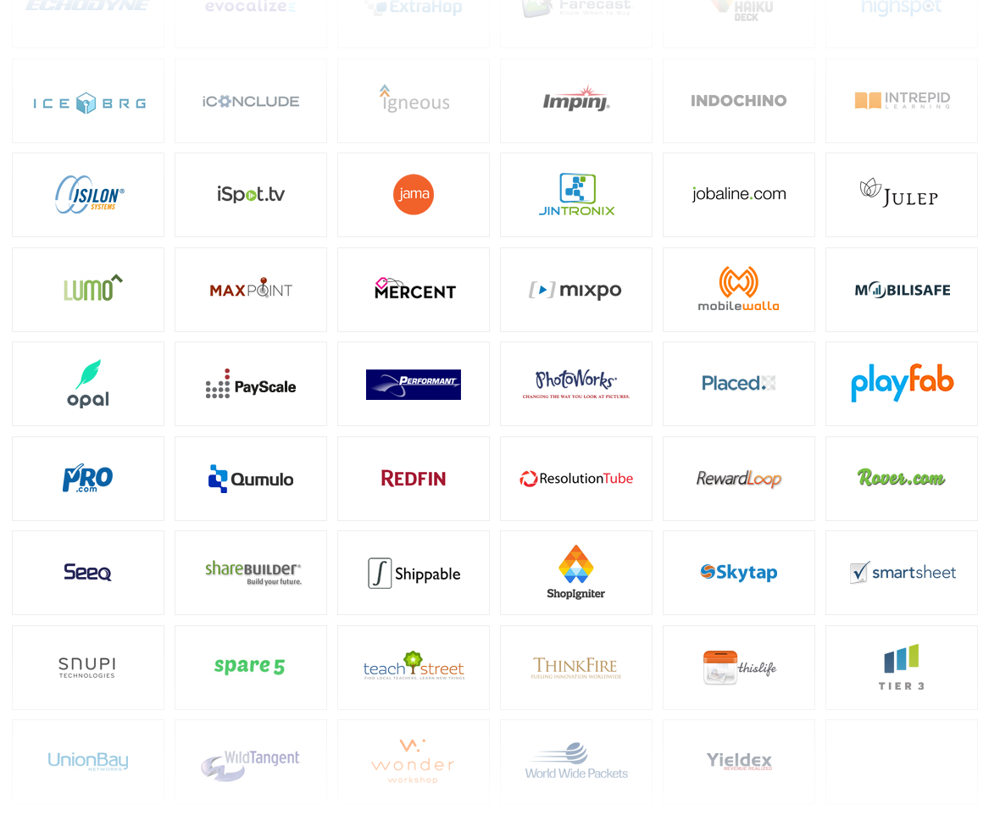 ECHODYNE
evocalize
ExtraHop
Farecast
Know When to Buy
HAIKU
DECK
highspot
ICEBRG
iCONCLUDE
igneous
Impinj®
INDOCHINO
INTREPID
LEARNING
ISILON®
SYSTEMS
iSpot.tv
jama
JINTRONIX
jobaline.com
JULEP
LUMO
MAXPOINT
MERCENT
mixpo
mobilewalla
MOBILISAFE
opal
PayScale
PERFORMANT
PhotoWorks®
CHANGING THE WAY YOU LOOK AT PICTURES.
Placed
playfab
PRO
.com
Qumulo
REDFIN
ResolutionTube
RewardLoop
Rover.com
Seeq
shareBUILDER®
Build your future.
Shippable
ShopIgniter
Skytap
smartsheet
SNUPI
TECHNOLOGIES
spare5
teach street
FIND LOCAL TEACHERS. LEARN NEW THINGS
THINKFIRE
FUELING INNOVATION WORLDWIDE
thislife
TIER 3
UnionBay
NETWORKS
WildTangent
wonder
workshop
World Wide Packets
Yieldex
REVENUE REALIZED